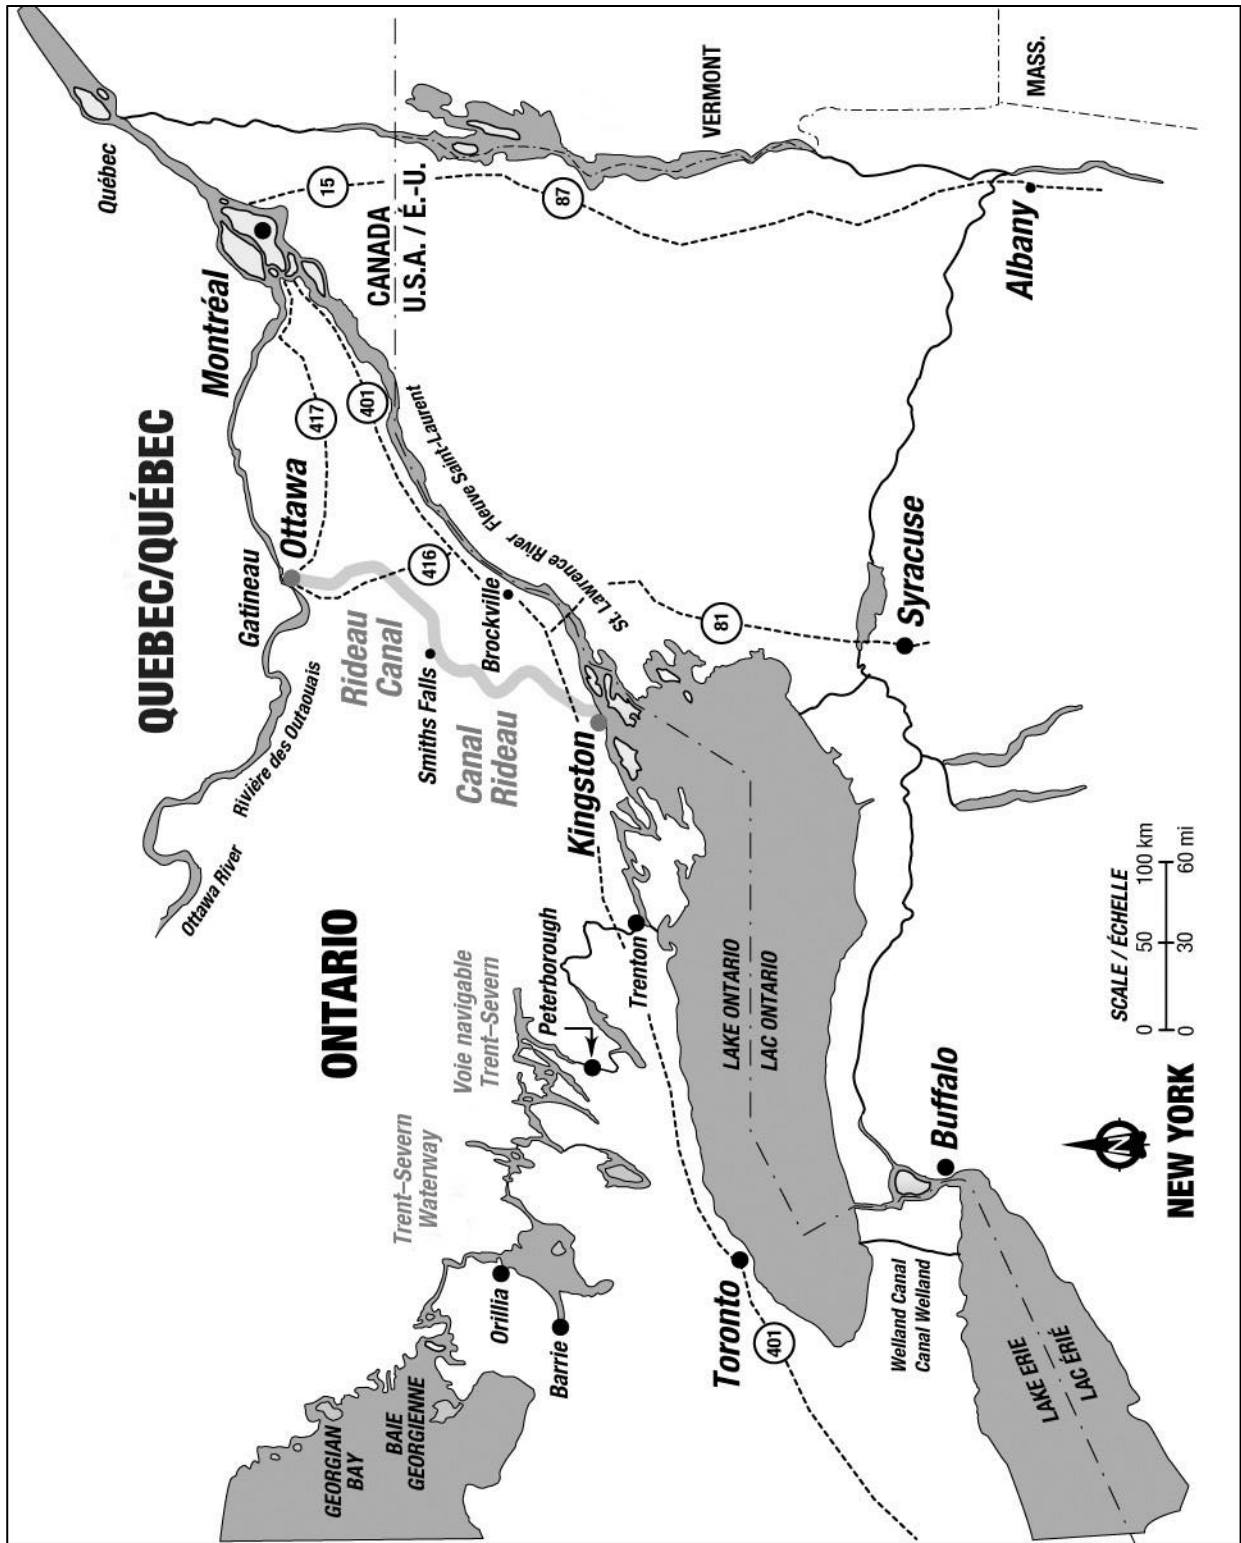 QUEBEC/QUÉBEC
Québec
Montréal
15
CANADA
U.S.A. / É.-U.
87
VERMONT
MASS.
417
401
Ottawa
Gatineau
416
Fleuve Saint-Laurent
St. Lawrence River
Rivière des Outaouais
Ottawa River
Rideau
Canal
Smiths Falls
Brockville
Canal
Rideau
Kingston
81
Albany
Syracuse
ONTARIO
Voie navigable
Trent–Severn
Peterborough
Trenton
Trent–Severn
Waterway
LAKE ONTARIO
LAC ONTARIO
Orillia
Barrie
GEORGIAN
BAY
BAIE
GEORGIENNE
Toronto
401
Welland Canal
Canal Welland
Buffalo
LAKE ERIE
LAC ÉRIÉ
N
NEW YORK
SCALE / ÉCHELLE
0 50 100 km
0 30 60 mi